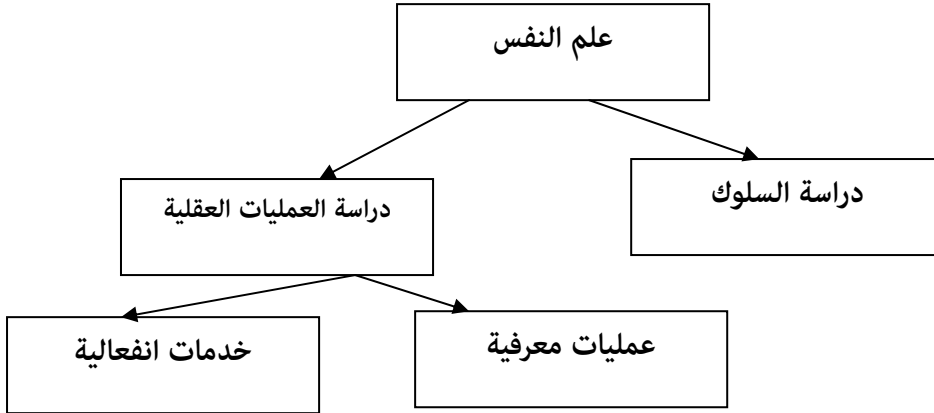 علم النفس
دراسة السلوك
دراسة العمليات العقلية
عمليات معرفية
خدمات انفعالية